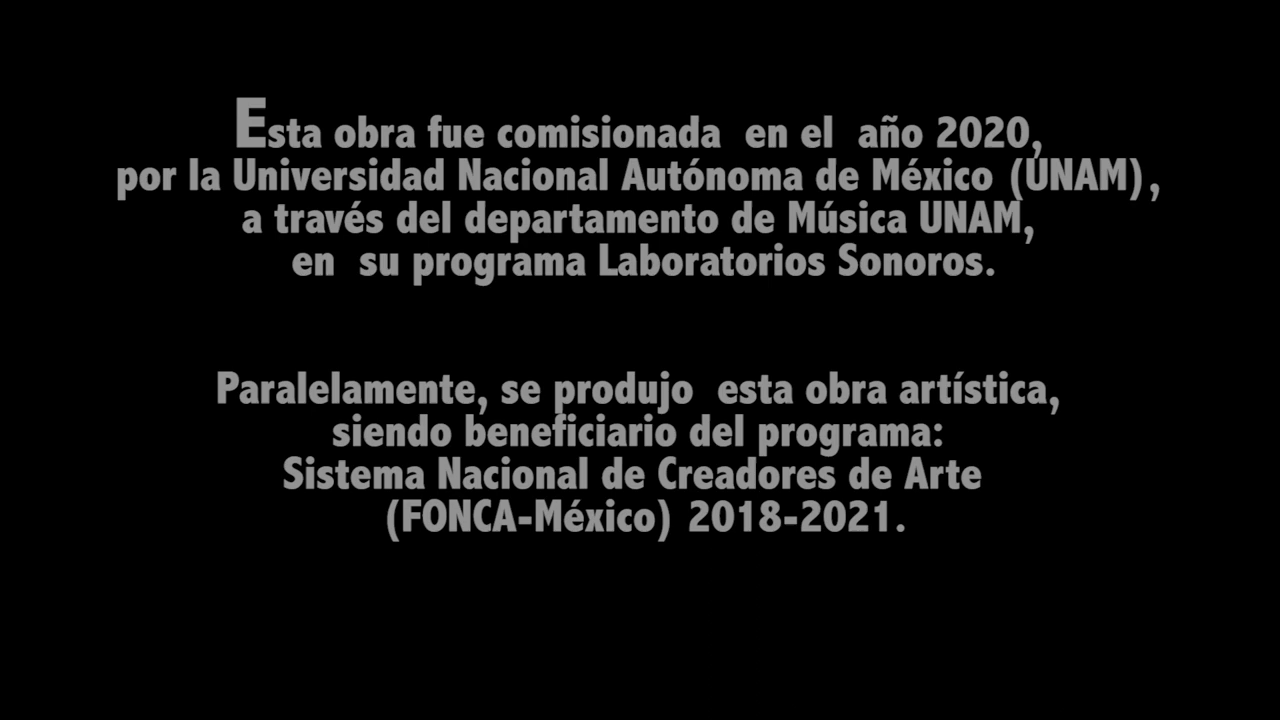 Esta obra fue comisionada en el año 2020,
por la Universidad Nacional Autónoma de México (UNAM),
a través del departamento de Música UNAM,
en su programa Laboratorios Sonoros.
Paralelamente, se produjo esta obra artística,
siendo beneficiario del programa:
Sistema Nacional de Creadores de Arte
(FONCA-México) 2018-2021.